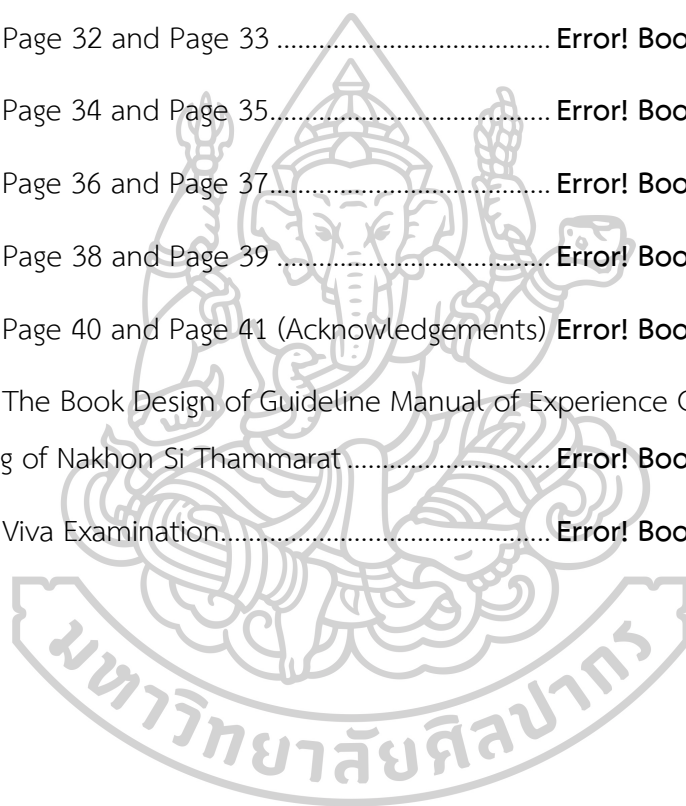 Page 32 and Page 33 ....................................... Error! Boo
Page 34 and Page 35........................................ Error! Boo
Page 36 and Page 37........................................ Error! Boo
Page 38 and Page 39 ....................................... Error! Boo
Page 40 and Page 41 (Acknowledgements) Error! Boo
The Book Design of Guideline Manual of Experience
g of Nakhon Si Thammarat ............................. Error! Boo
Viva Examination............................................... Error! Boo
มหาวิทยาลัยศิลปากร